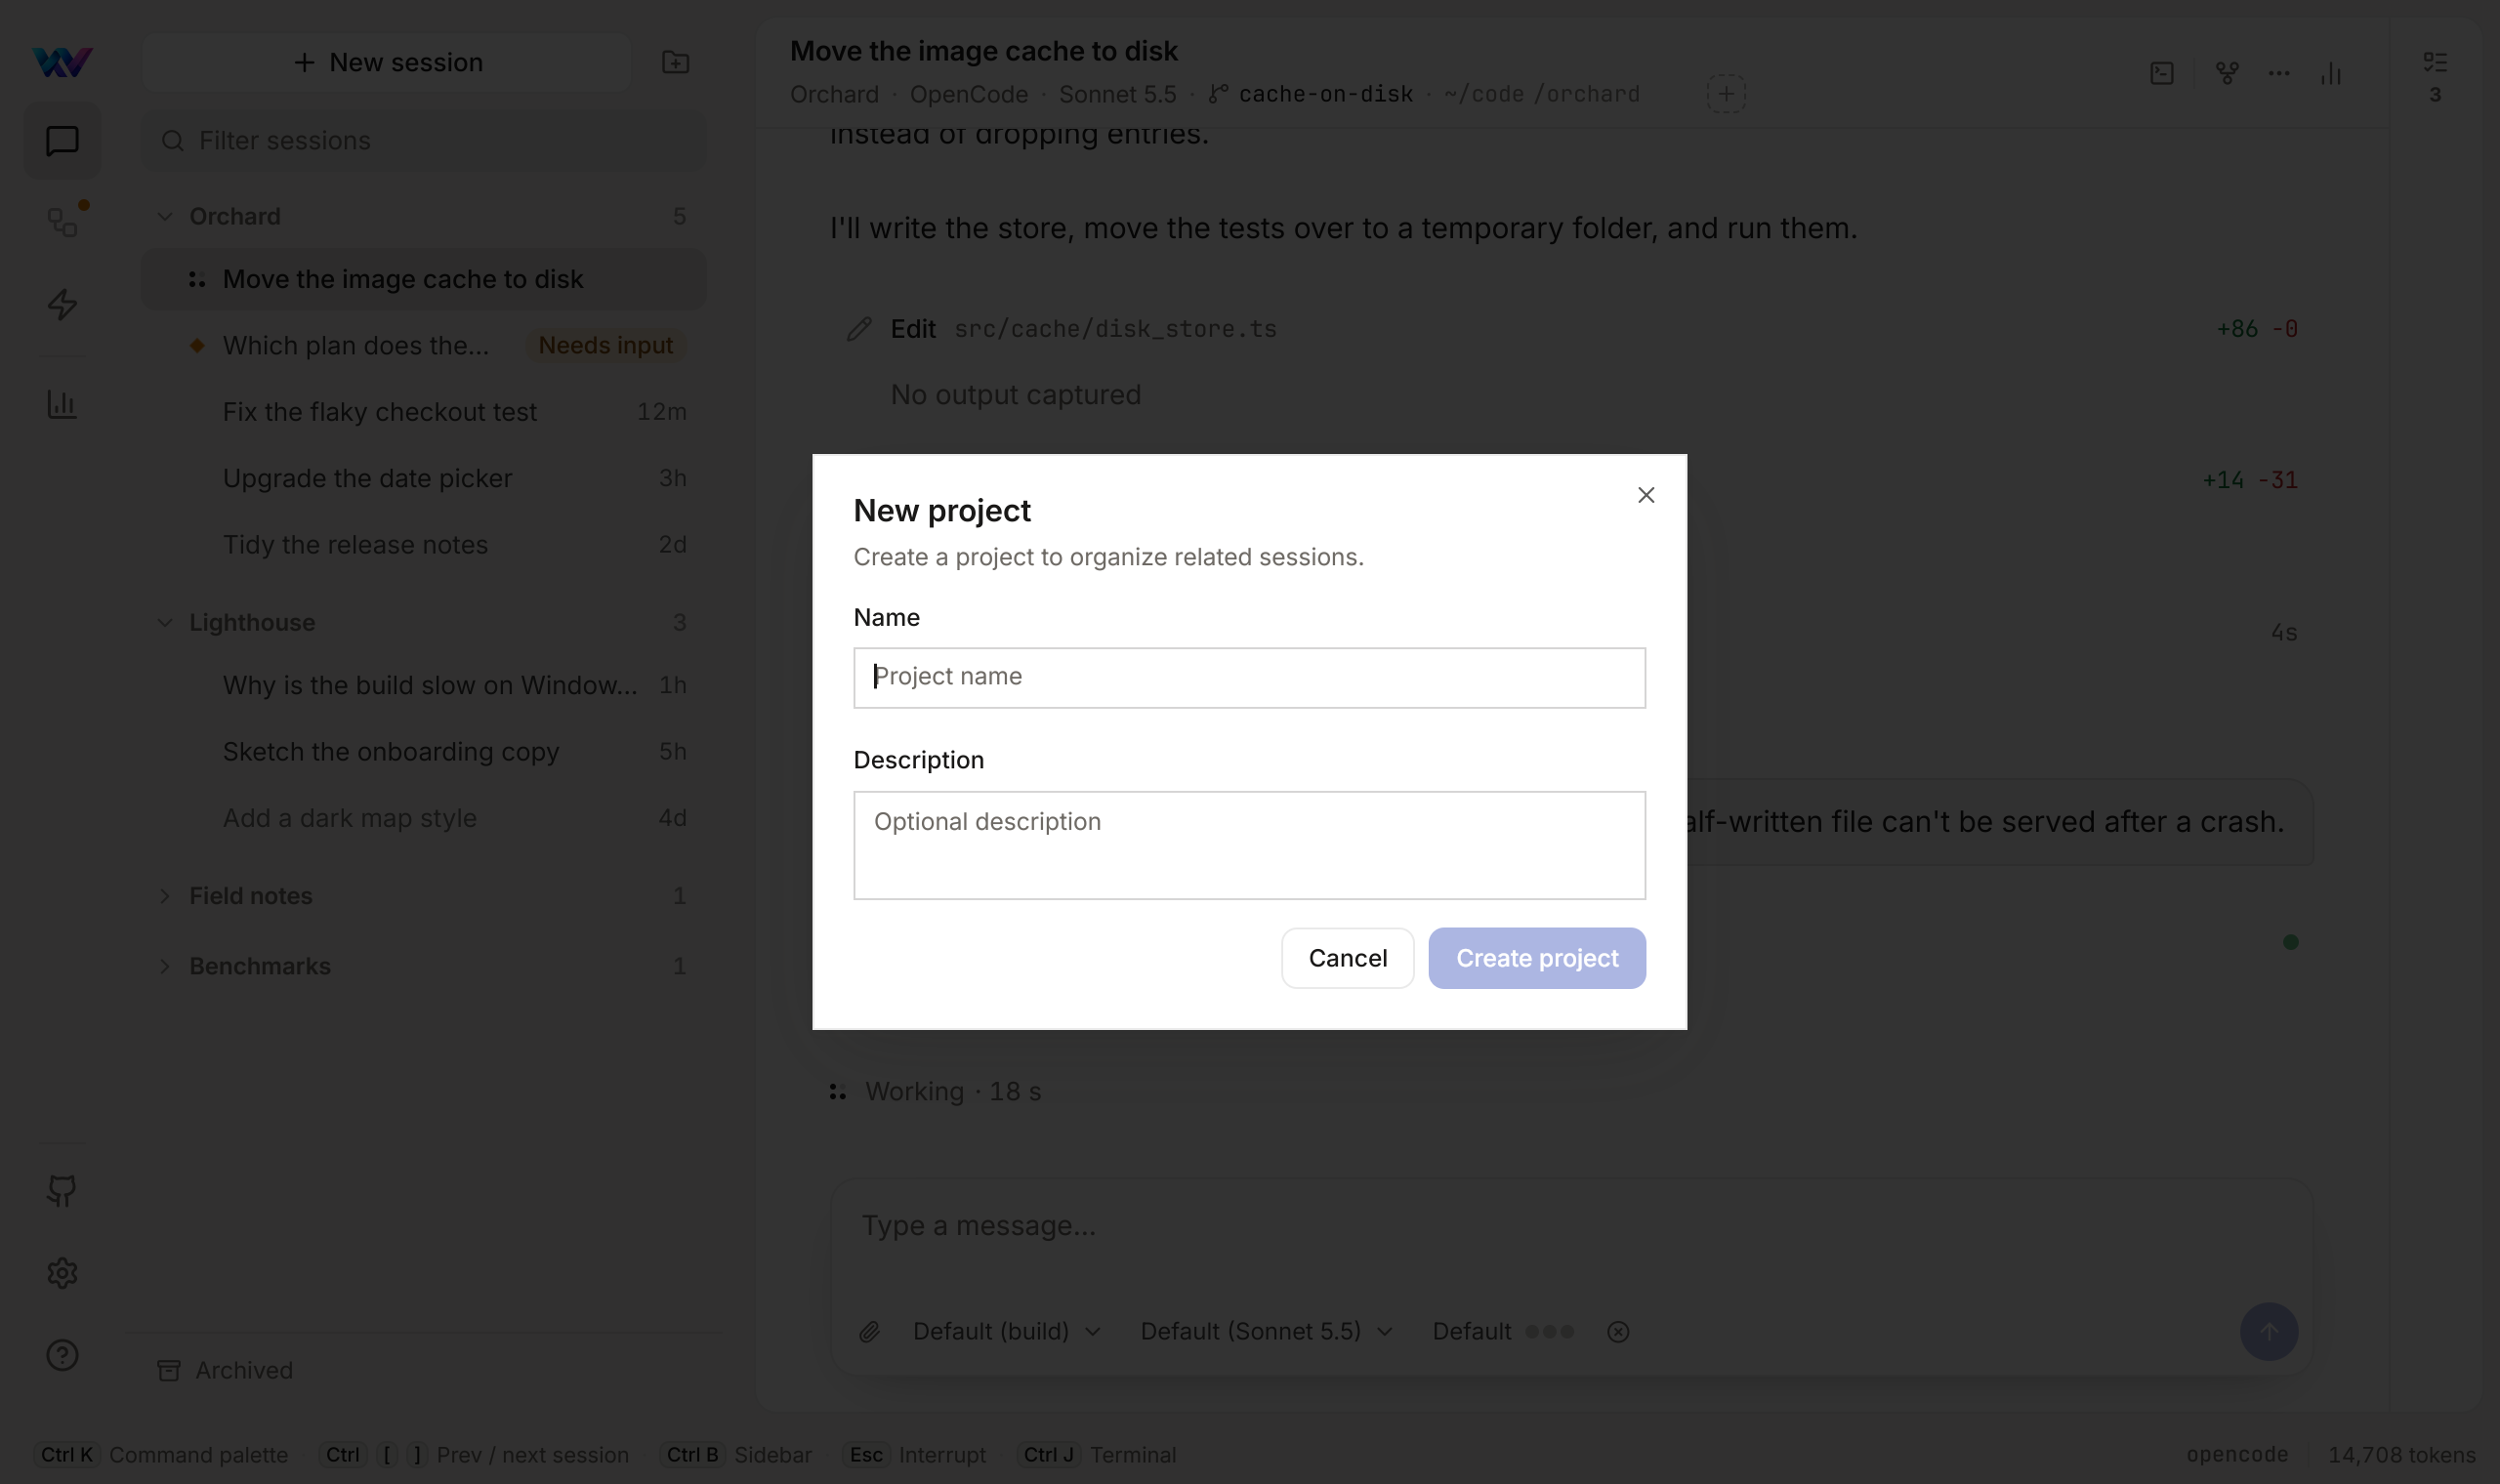 New session
Filter sessions
Orchard 5
Move the image cache to disk
Which plan does the... Needs input
Fix the flaky checkout test 12m
Upgrade the date picker 3h
Tidy the release notes 2d
Lighthouse 3
Why is the build slow on Window... 1h
Sketch the onboarding copy 5h
Add a dark map style 4d
Field notes 1
Benchmarks 1
Archived
Move the image cache to disk
Orchard · OpenCode · Sonnet 5.5 · cache-on-disk · ~/code/orchard
3
instead of dropping entries.
I'll write the store, move the tests over to a temporary folder, and run them.
Edit src/cache/disk_store.ts +86 -0
No output captured
+14 -31
4s
alf-written file can't be served after a crash.
New project
Create a project to organize related sessions.
Name
Project name
Description
Optional description
Cancel Create project
Working · 18 s
Type a message...
Default (build) Default (Sonnet 5.5) Default
Ctrl K Command palette Ctrl [ ] Prev / next session Ctrl B Sidebar Esc Interrupt Ctrl J Terminal
opencode 14,708 tokens